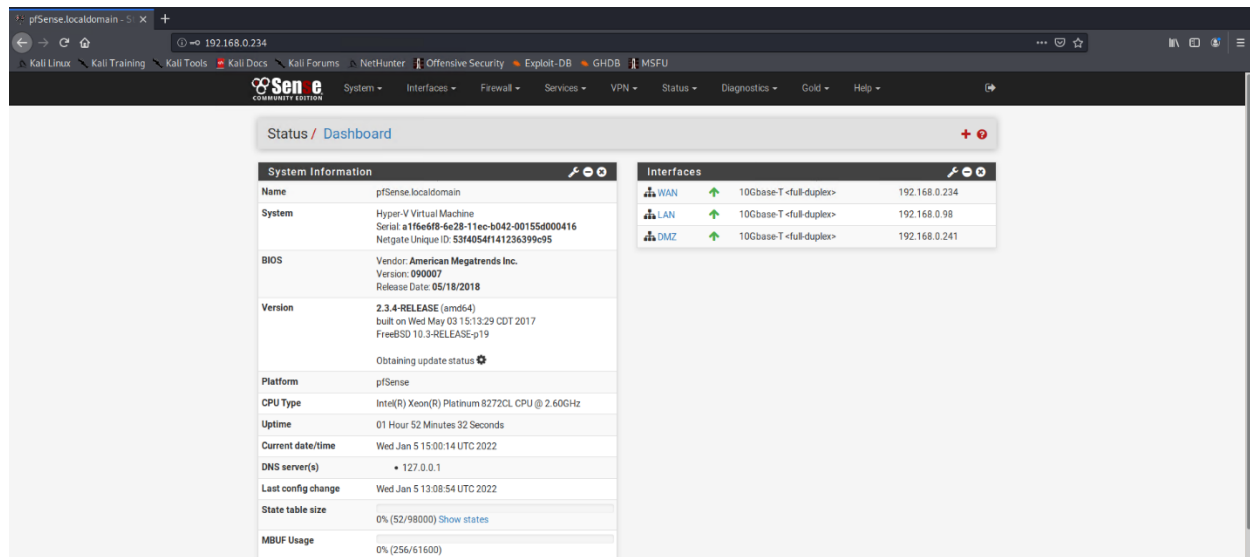 pfSense.localdomain - S
192.168.0.234
Kali Linux Kali Training Kali Tools Kali Docs Kali Forums NetHunter Offensive Security Exploit-DB GHDB MSFU
Sense
COMMUNITY EDITION
System Interfaces Firewall Services VPN Status Diagnostics Gold Help
Status / Dashboard
System Information
Name pfSense.localdomain
System Hyper-V Virtual Machine
Serial: a1f6e6f8-6e28-11ec-b042-00155d000416
Netgate Unique ID: 53f4054f141236399c95
BIOS Vendor: American Megatrends Inc.
Version: 090007
Release Date: 05/18/2018
Version 2.3.4-RELEASE (amd64)
built on Wed May 03 15:13:29 CDT 2017
FreeBSD 10.3-RELEASE-p19
Obtaining update status
Platform pfSense
CPU Type Intel(R) Xeon(R) Platinum 8272CL CPU @ 2.60GHz
Uptime 01 Hour 52 Minutes 32 Seconds
Current date/time Wed Jan 5 15:00:14 UTC 2022
DNS server(s) • 127.0.0.1
Last config change Wed Jan 5 13:08:54 UTC 2022
State table size
0% (52/98000) Show states
MBUF Usage
0% (256/61600)
Interfaces
WAN 10Gbase-T <full-duplex> 192.168.0.234
LAN 10Gbase-T <full-duplex> 192.168.0.98
DMZ 10Gbase-T <full-duplex> 192.168.0.241